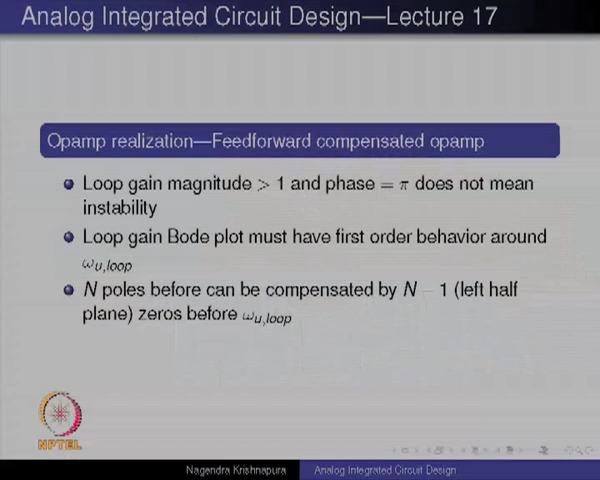 Analog Integrated Circuit Design—Lecture 17
Opamp realization—Feedforward compensated opamp
Loop gain magnitude > 1 and phase = π does not mean
instability
Loop gain Bode plot must have first order behavior around
ωu,loop
N poles before can be compensated by N − 1 (left half
plane) zeros before ωu,loop
NPTEL
Nagendra Krishnapura Analog Integrated Circuit Design